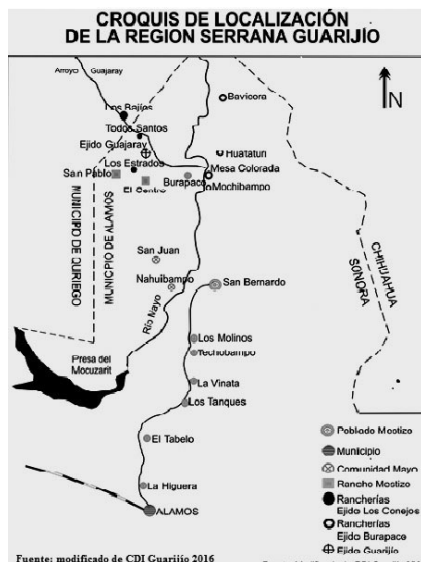 CROQUIS DE LOCALIZACIÓN
DE LA REGION SERRANA GUARIJÍO
Arroyo Guajaray
Los Bajíos
Bavícora
N
Todos Santos
Ejido Guajaray
Huataturi
Los Estrados
Mesa Colorada
San Pablo
El Centro
Burapaco
Mochibampo
MUNICIPIO DE QURIEGO
MUNICPIO DE ALAMOS
San Juan
CHIHUAHUA
SONORA
Nahuibampo
San Bernardo
Río Mayo
Los Molinos
Techobampo
Presa del
Mocuzarit
La Vinata
Los Tanques
El Tabelo
Poblado Mestizo
Municipio
Comunidad Mayo
Rancho Mestizo
La Higuera
Rancherías
Ejido Los Conejos
ALAMOS
Rancherías
Ejido Burapaco
Ejido Guarijío
Fuente: modificado de CDI Guarijío 2016